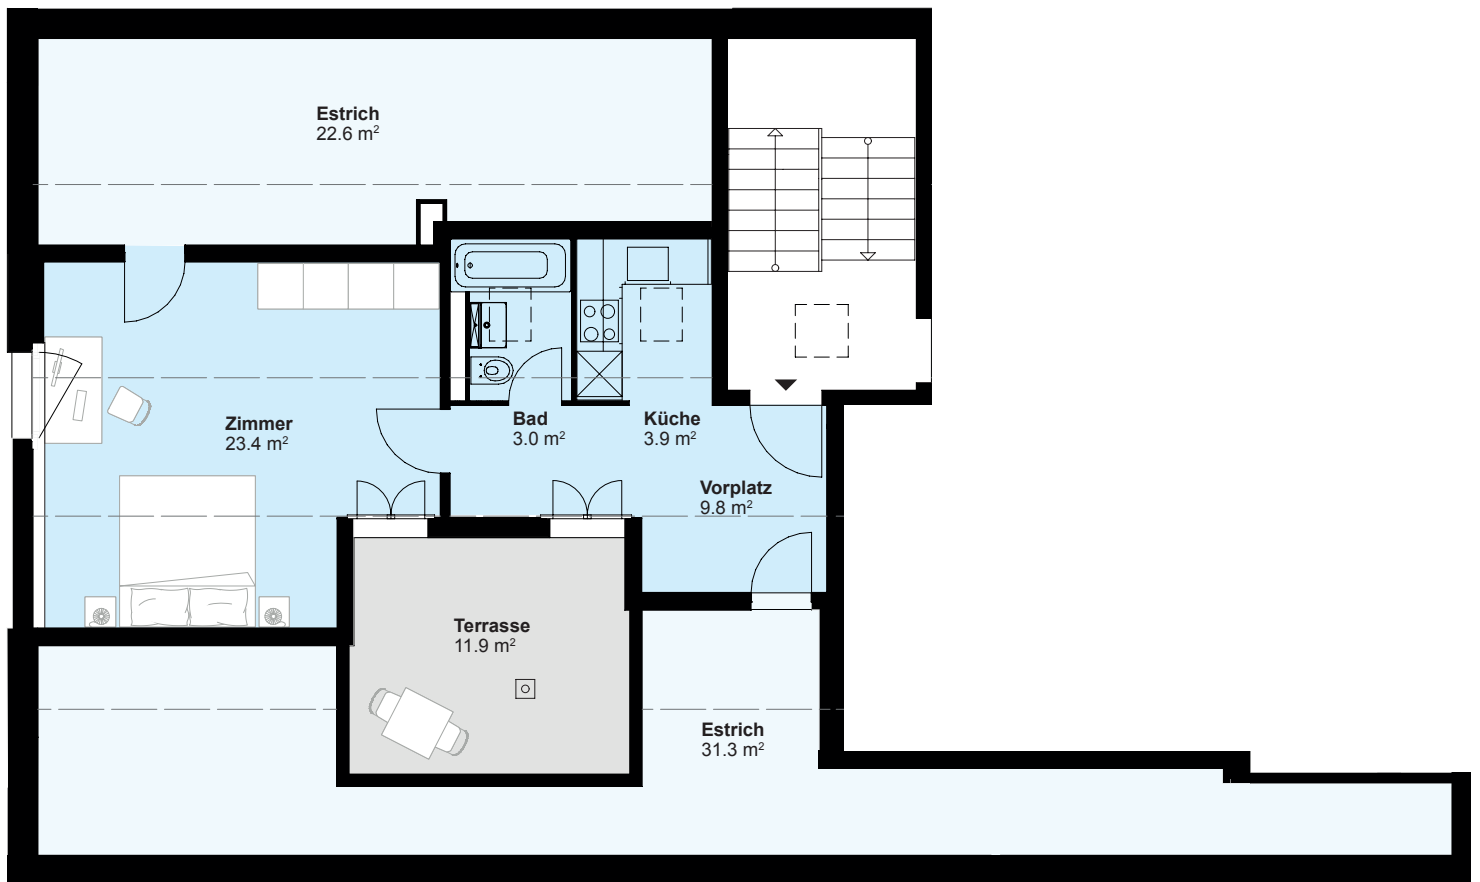 Estrich
22.6 m²
Zimmer
23.4 m²
Bad
3.0 m²
Küche
3.9 m²
Vorplatz
9.8 m²
Terrasse
11.9 m²
Estrich
31.3 m²